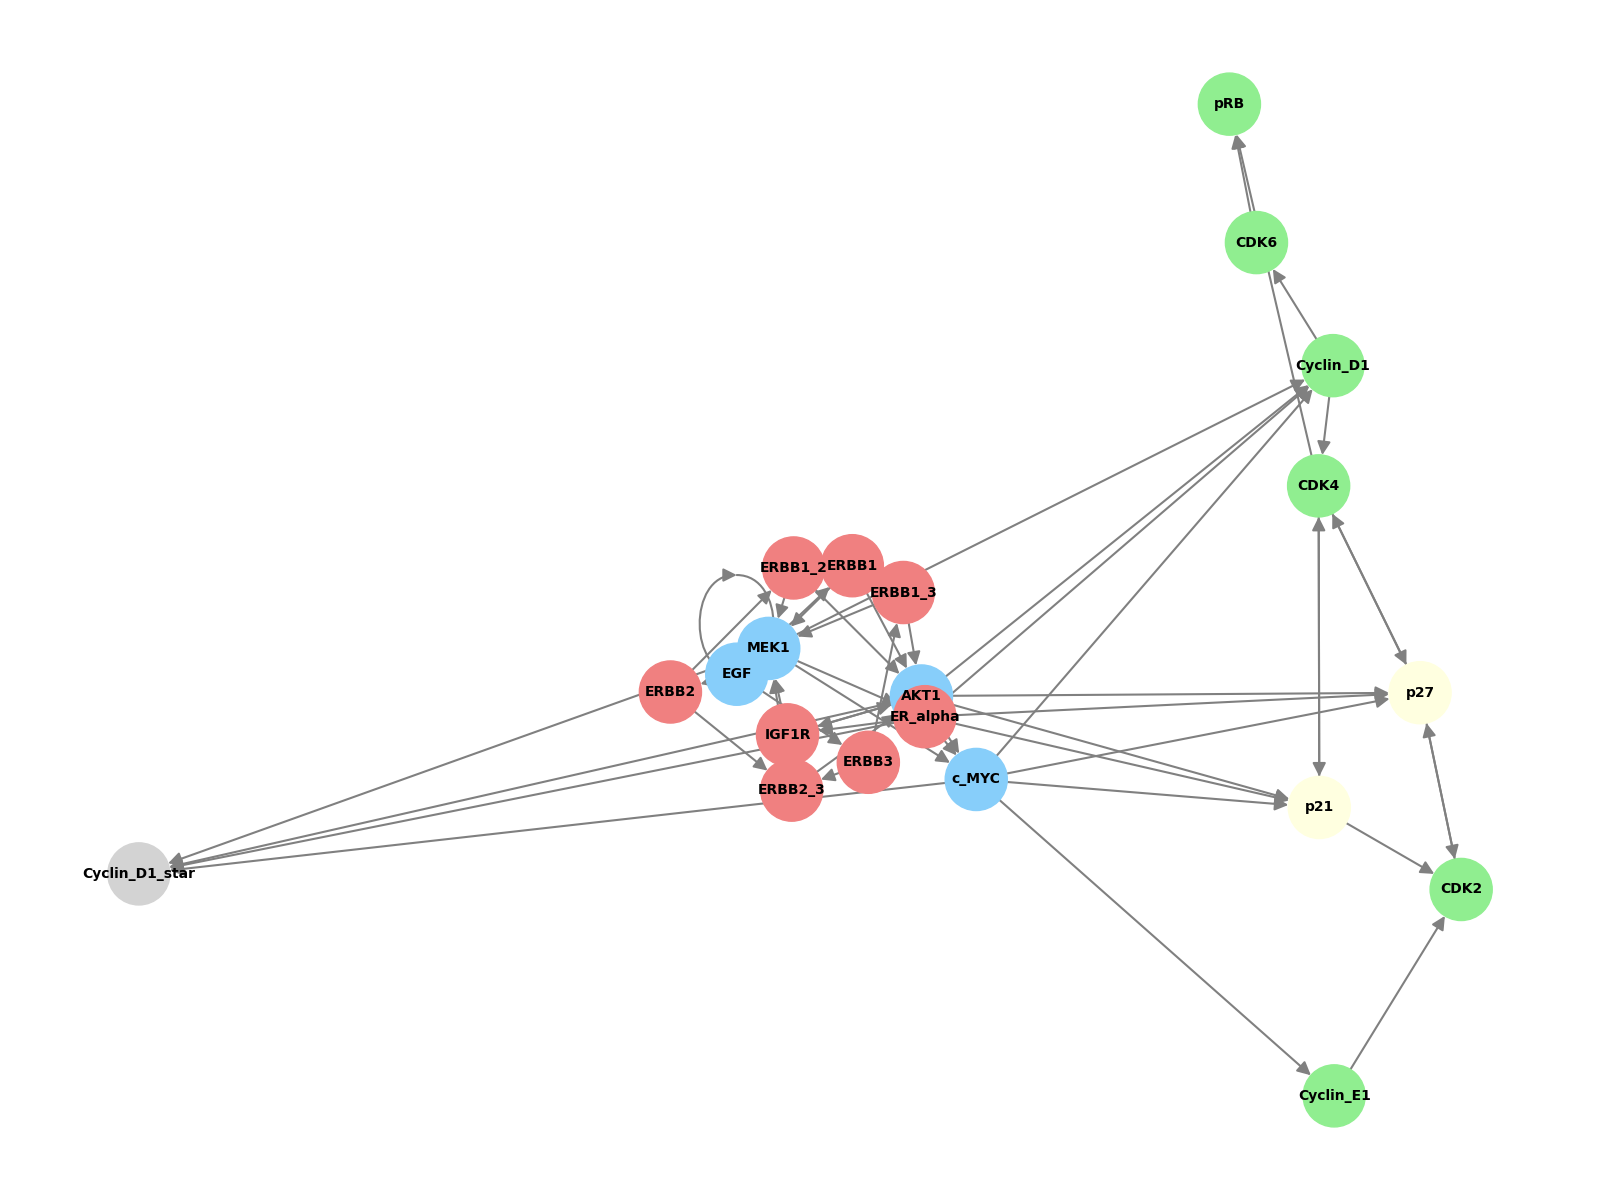 pRB
CDK6
Cyclin_D1
CDK4
ERBB1_2
ERBB1
ERBB1_3
MEK1
EGF
ERBB2
AKT1
p27
ER_alpha
IGF1R
ERBB3
c_MYC
ERBB2_3
p21
Cyclin_D1_star
CDK2
Cyclin_E1